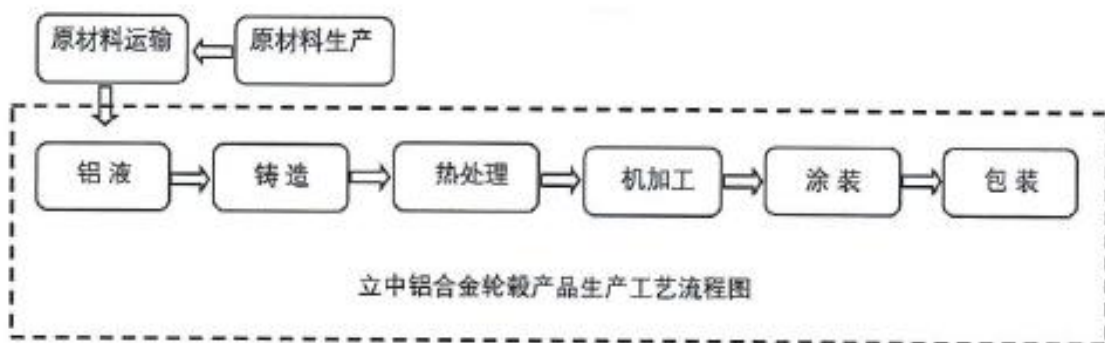 原材料运输
原材料生产
铝液
铸造
热处理
机加工
涂装
包装
立中铝合金轮毂产品生产工艺流程图